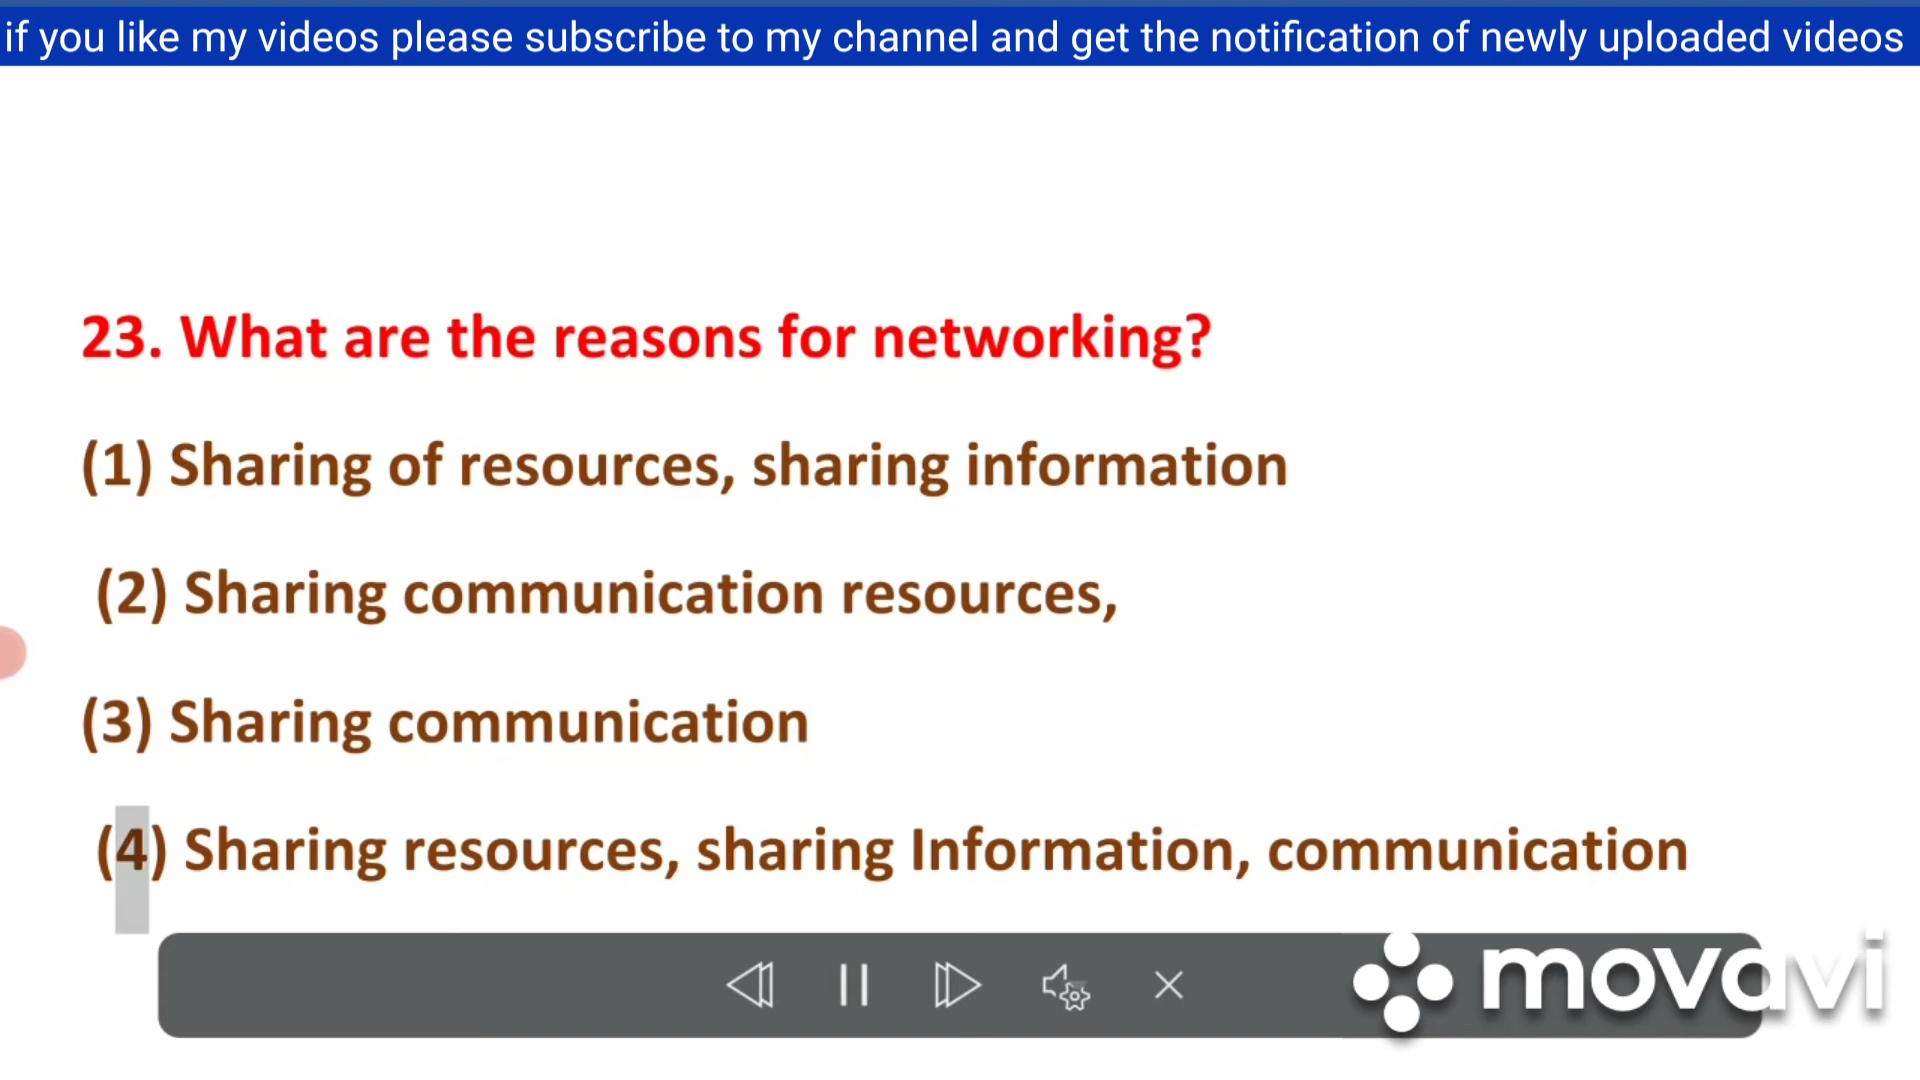 if you like my videos please subscribe to my channel and get the notification of newly uploaded videos
23. What are the reasons for networking?
(1) Sharing of resources, sharing information
(2) Sharing communication resources,
(3) Sharing communication
(4) Sharing resources, sharing Information, communication
movavi